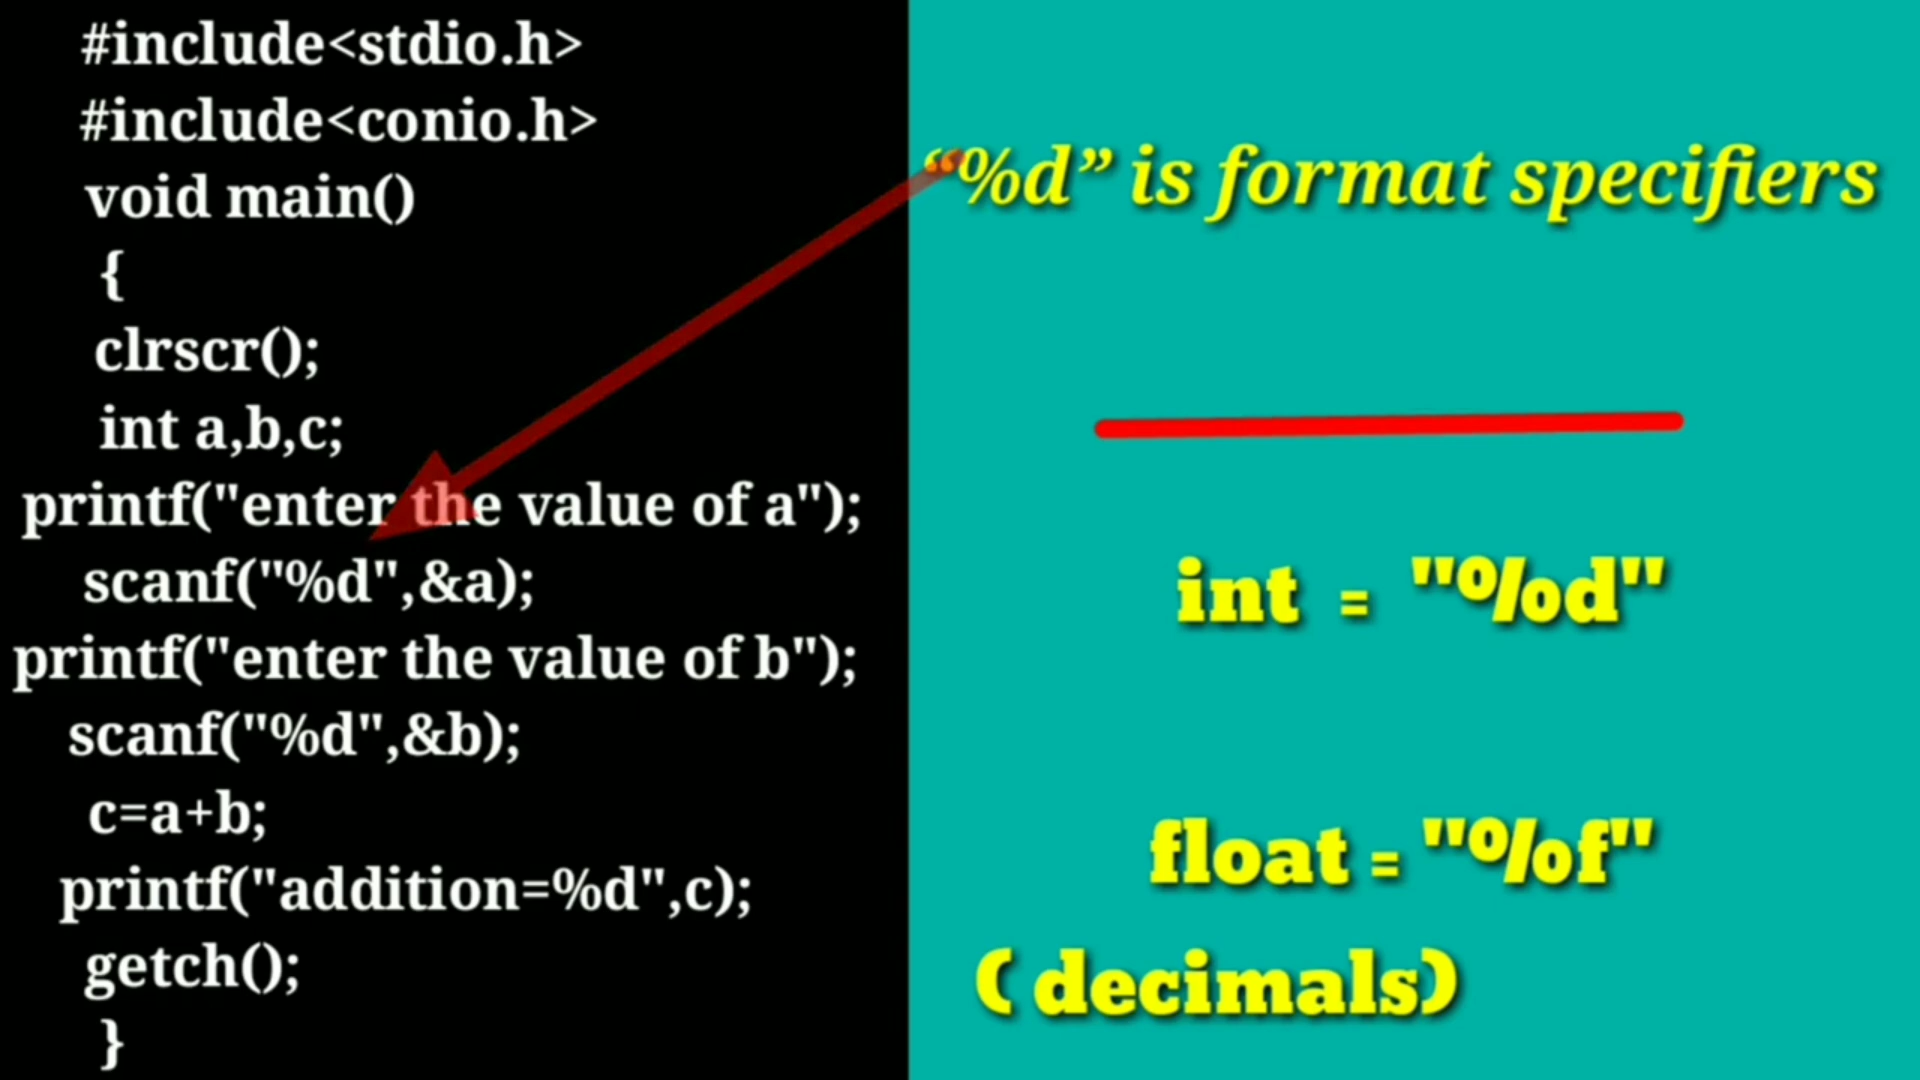 #include<stdio.h>
#include<conio.h>
void main()
{
clrscr();
int a,b,c;
printf("enter the value of a");
scanf("%d",&a);
printf("enter the value of b");
scanf("%d",&b);
c=a+b;
printf("addition=%d",c);
getch();
}
“%d” is format specifiers
int = "%d"
float = "%f"
( decimals)